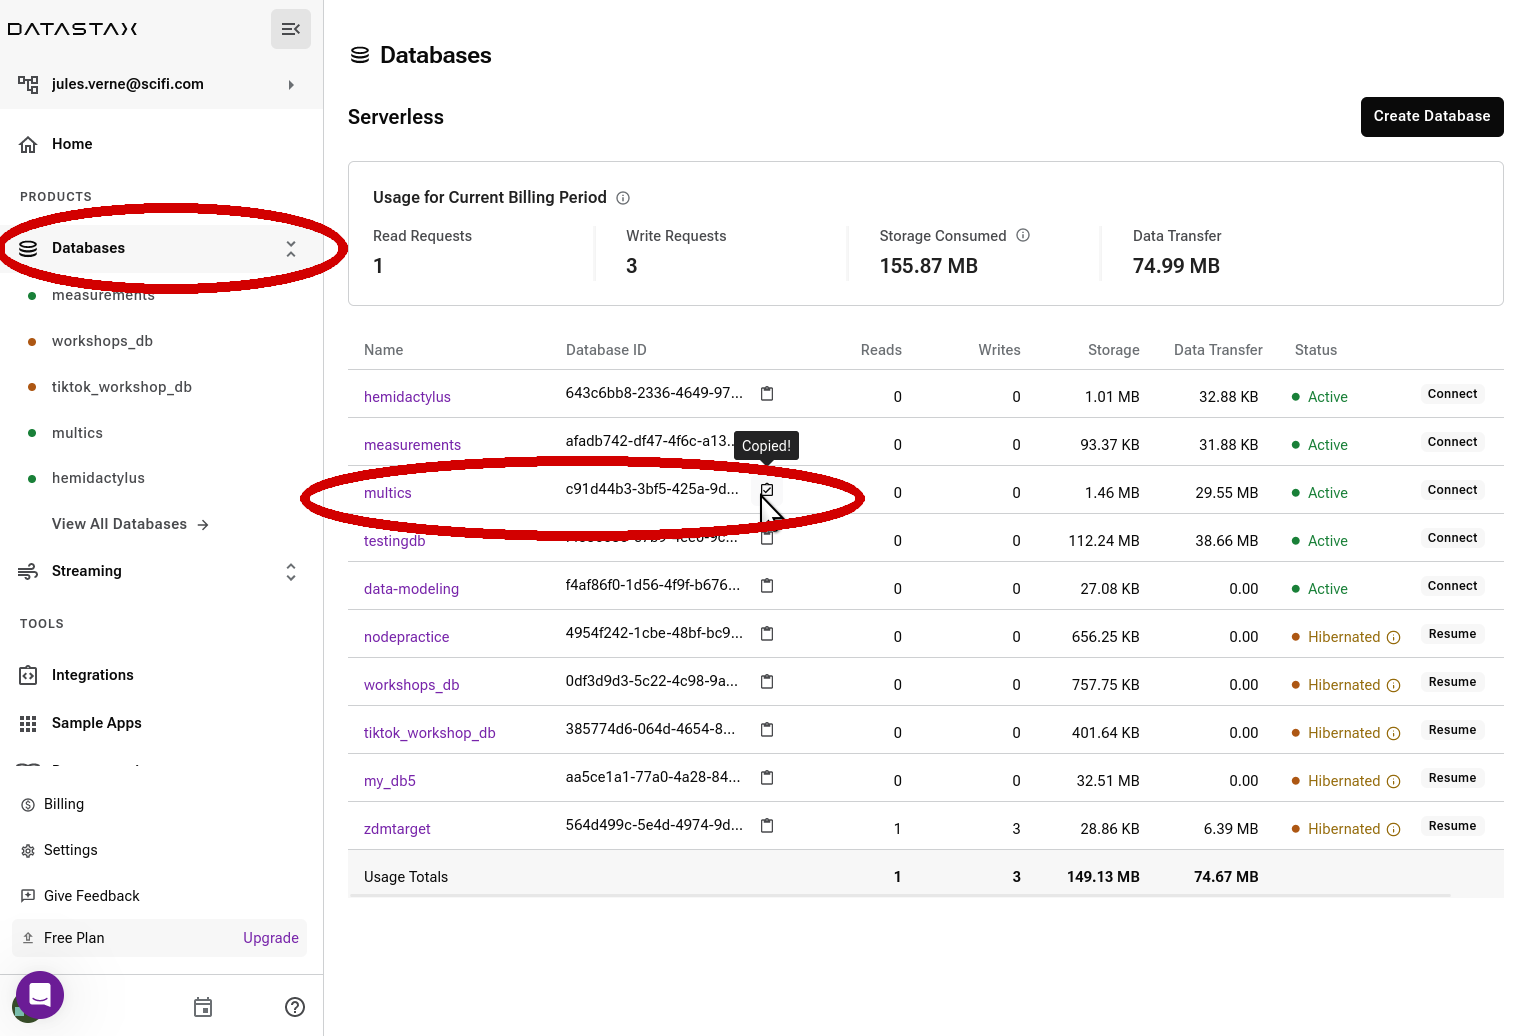 DATASTAX
jules.verne@scifi.com
Home
PRODUCTS
Databases
measurements
workshops_db
tiktok_workshop_db
multics
hemidactylus
View All Databases
Streaming
TOOLS
Integrations
Sample Apps
Billing
Settings
Give Feedback
Free Plan Upgrade
Databases
Serverless Create Database
Usage for Current Billing Period
Read Requests Write Requests Storage Consumed Data Transfer
1 3 155.87 MB 74.99 MB
Name Database ID Reads Writes Storage Data Transfer Status
hemidactylus 643c6bb8-2336-4649-97... 0 0 1.01 MB 32.88 KB Active Connect
measurements afadb742-df47-4f6c-a13... 0 0 93.37 KB 31.88 KB Active Connect
Copied!
multics c91d44b3-3bf5-425a-9d... 0 0 1.46 MB 29.55 MB Active Connect
testingdb 0 0 112.24 MB 38.66 MB Active Connect
data-modeling f4af86f0-1d56-4f9f-b676... 0 0 27.08 KB 0.00 Active Connect
nodepractice 4954f242-1cbe-48bf-bc9... 0 0 656.25 KB 0.00 Hibernated Resume
workshops_db 0df3d9d3-5c22-4c98-9a... 0 0 757.75 KB 0.00 Hibernated Resume
tiktok_workshop_db 385774d6-064d-4654-8... 0 0 401.64 KB 0.00 Hibernated Resume
my_db5 aa5ce1a1-77a0-4a28-84... 0 0 32.51 MB 0.00 Hibernated Resume
zdmtarget 564d499c-5e4d-4974-9d... 1 3 28.86 KB 6.39 MB Hibernated Resume
Usage Totals 1 3 149.13 MB 74.67 MB